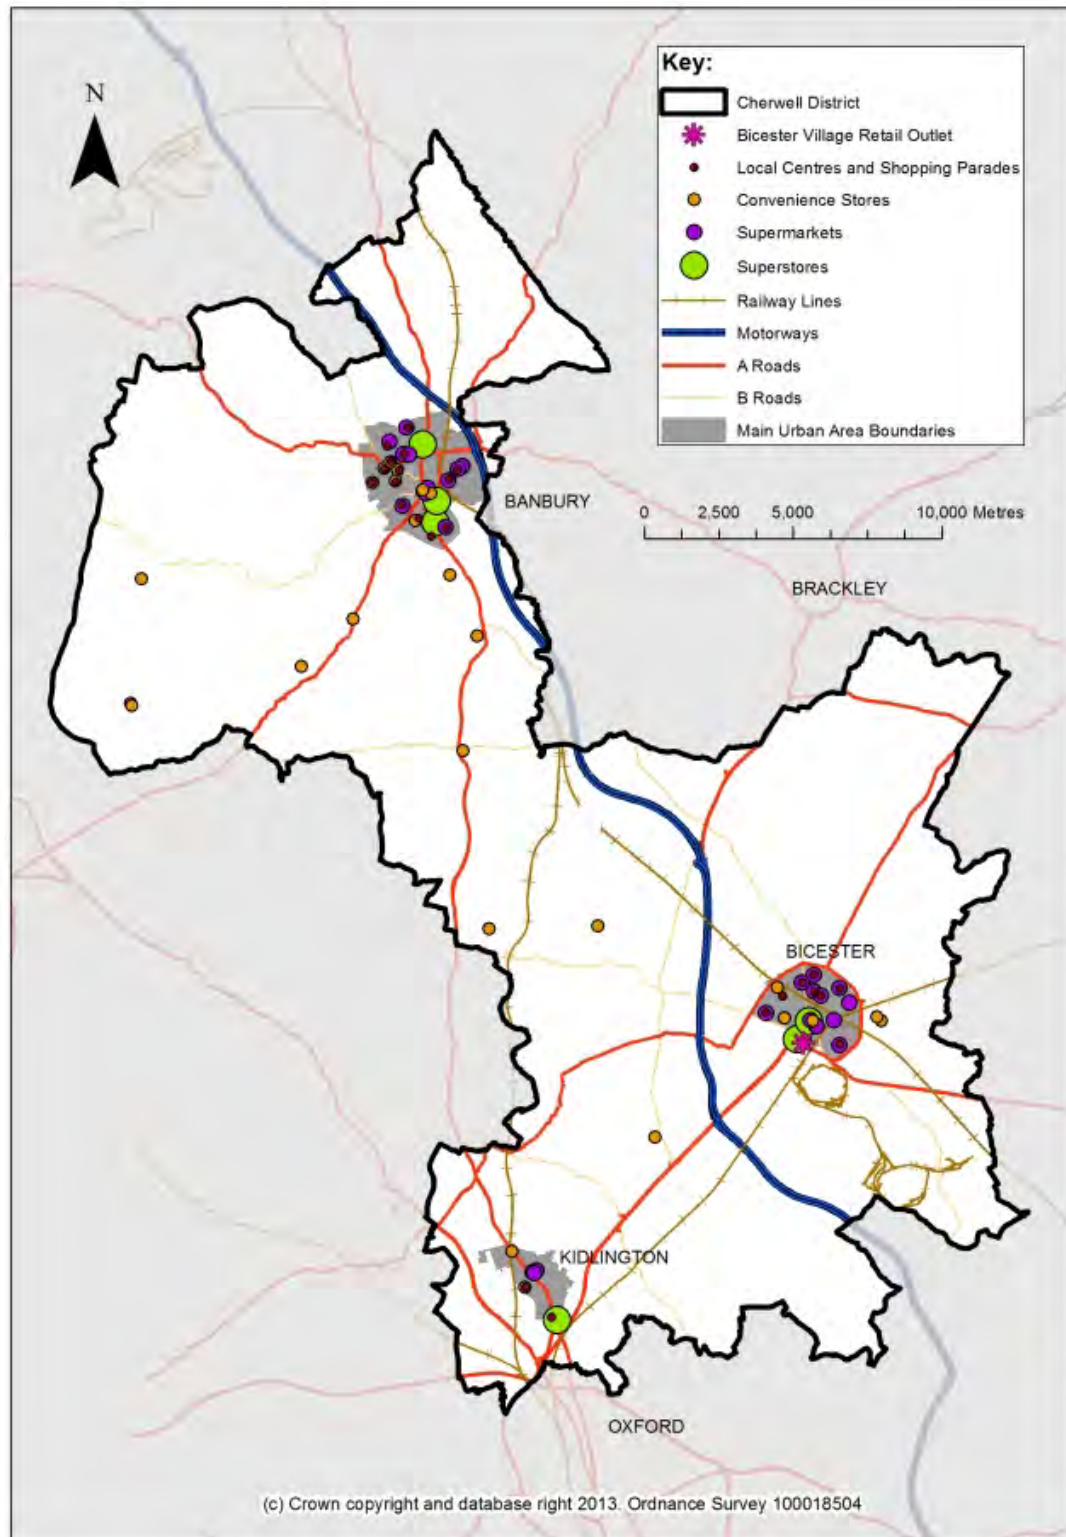 Key:
N
Cherwell District
Bicester Village Retail Outlet
Local Centres and Shopping Parades
Convenience Stores
Supermarkets
Superstores
Railway Lines
Motorways
A Roads
B Roads
Main Urban Area Boundaries
BANBURY
0 2,500 5,000 10,000 Metres
BRACKLEY
BICESTER
KIDLINGTON
OXFORD
(c) Crown copyright and database right 2013. Ordnance Survey 100018504